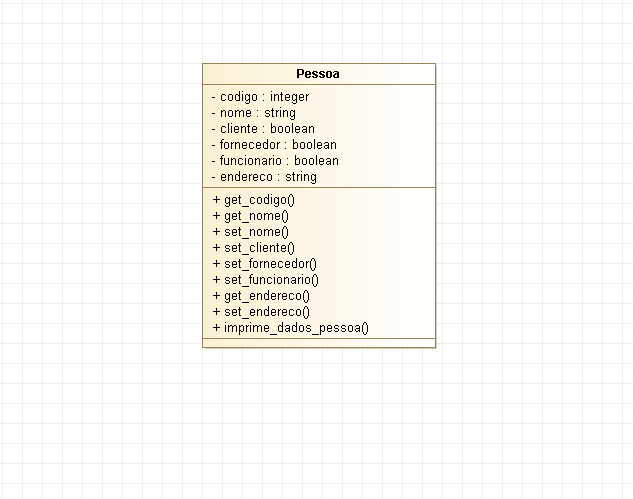 Pessoa
- codigo : integer
- nome : string
- cliente : boolean
- fornecedor : boolean
- funcionario : boolean
- endereco : string
+ get_codigo()
+ get_nome()
+ set_nome()
+ set_cliente()
+ set_fornecedor()
+ set_funcionario()
+ get_endereco()
+ set_endereco()
+ imprime_dados_pessoa()